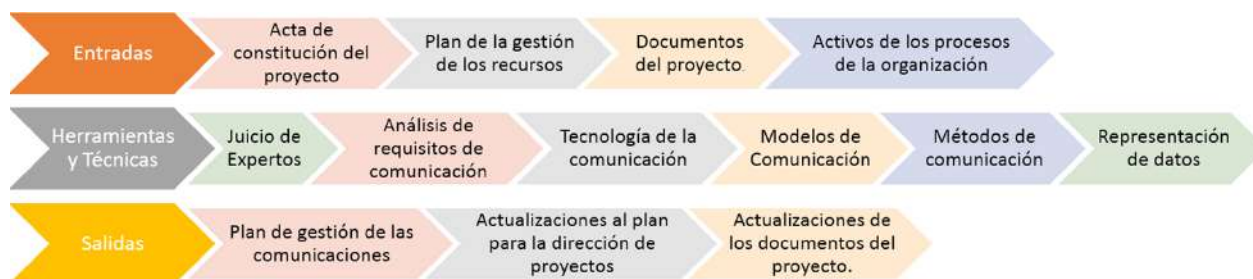 Entradas
Acta de
constitución del
proyecto
Plan de la gestión
de los recursos
Documentos
del proyecto.
Activos de los procesos
de la organización
Herramientas
y Técnicas
Juicio de
Expertos
Análisis de
requisitos de
comunicación
Tecnología de la
comunicación
Modelos de
Comunicación
Métodos de
comunicación
Representación
de datos
Salidas
Plan de gestión de las
comunicaciones
Actualizaciones al plan
para la dirección de
proyectos
Actualizaciones de
los documentos del
proyecto.